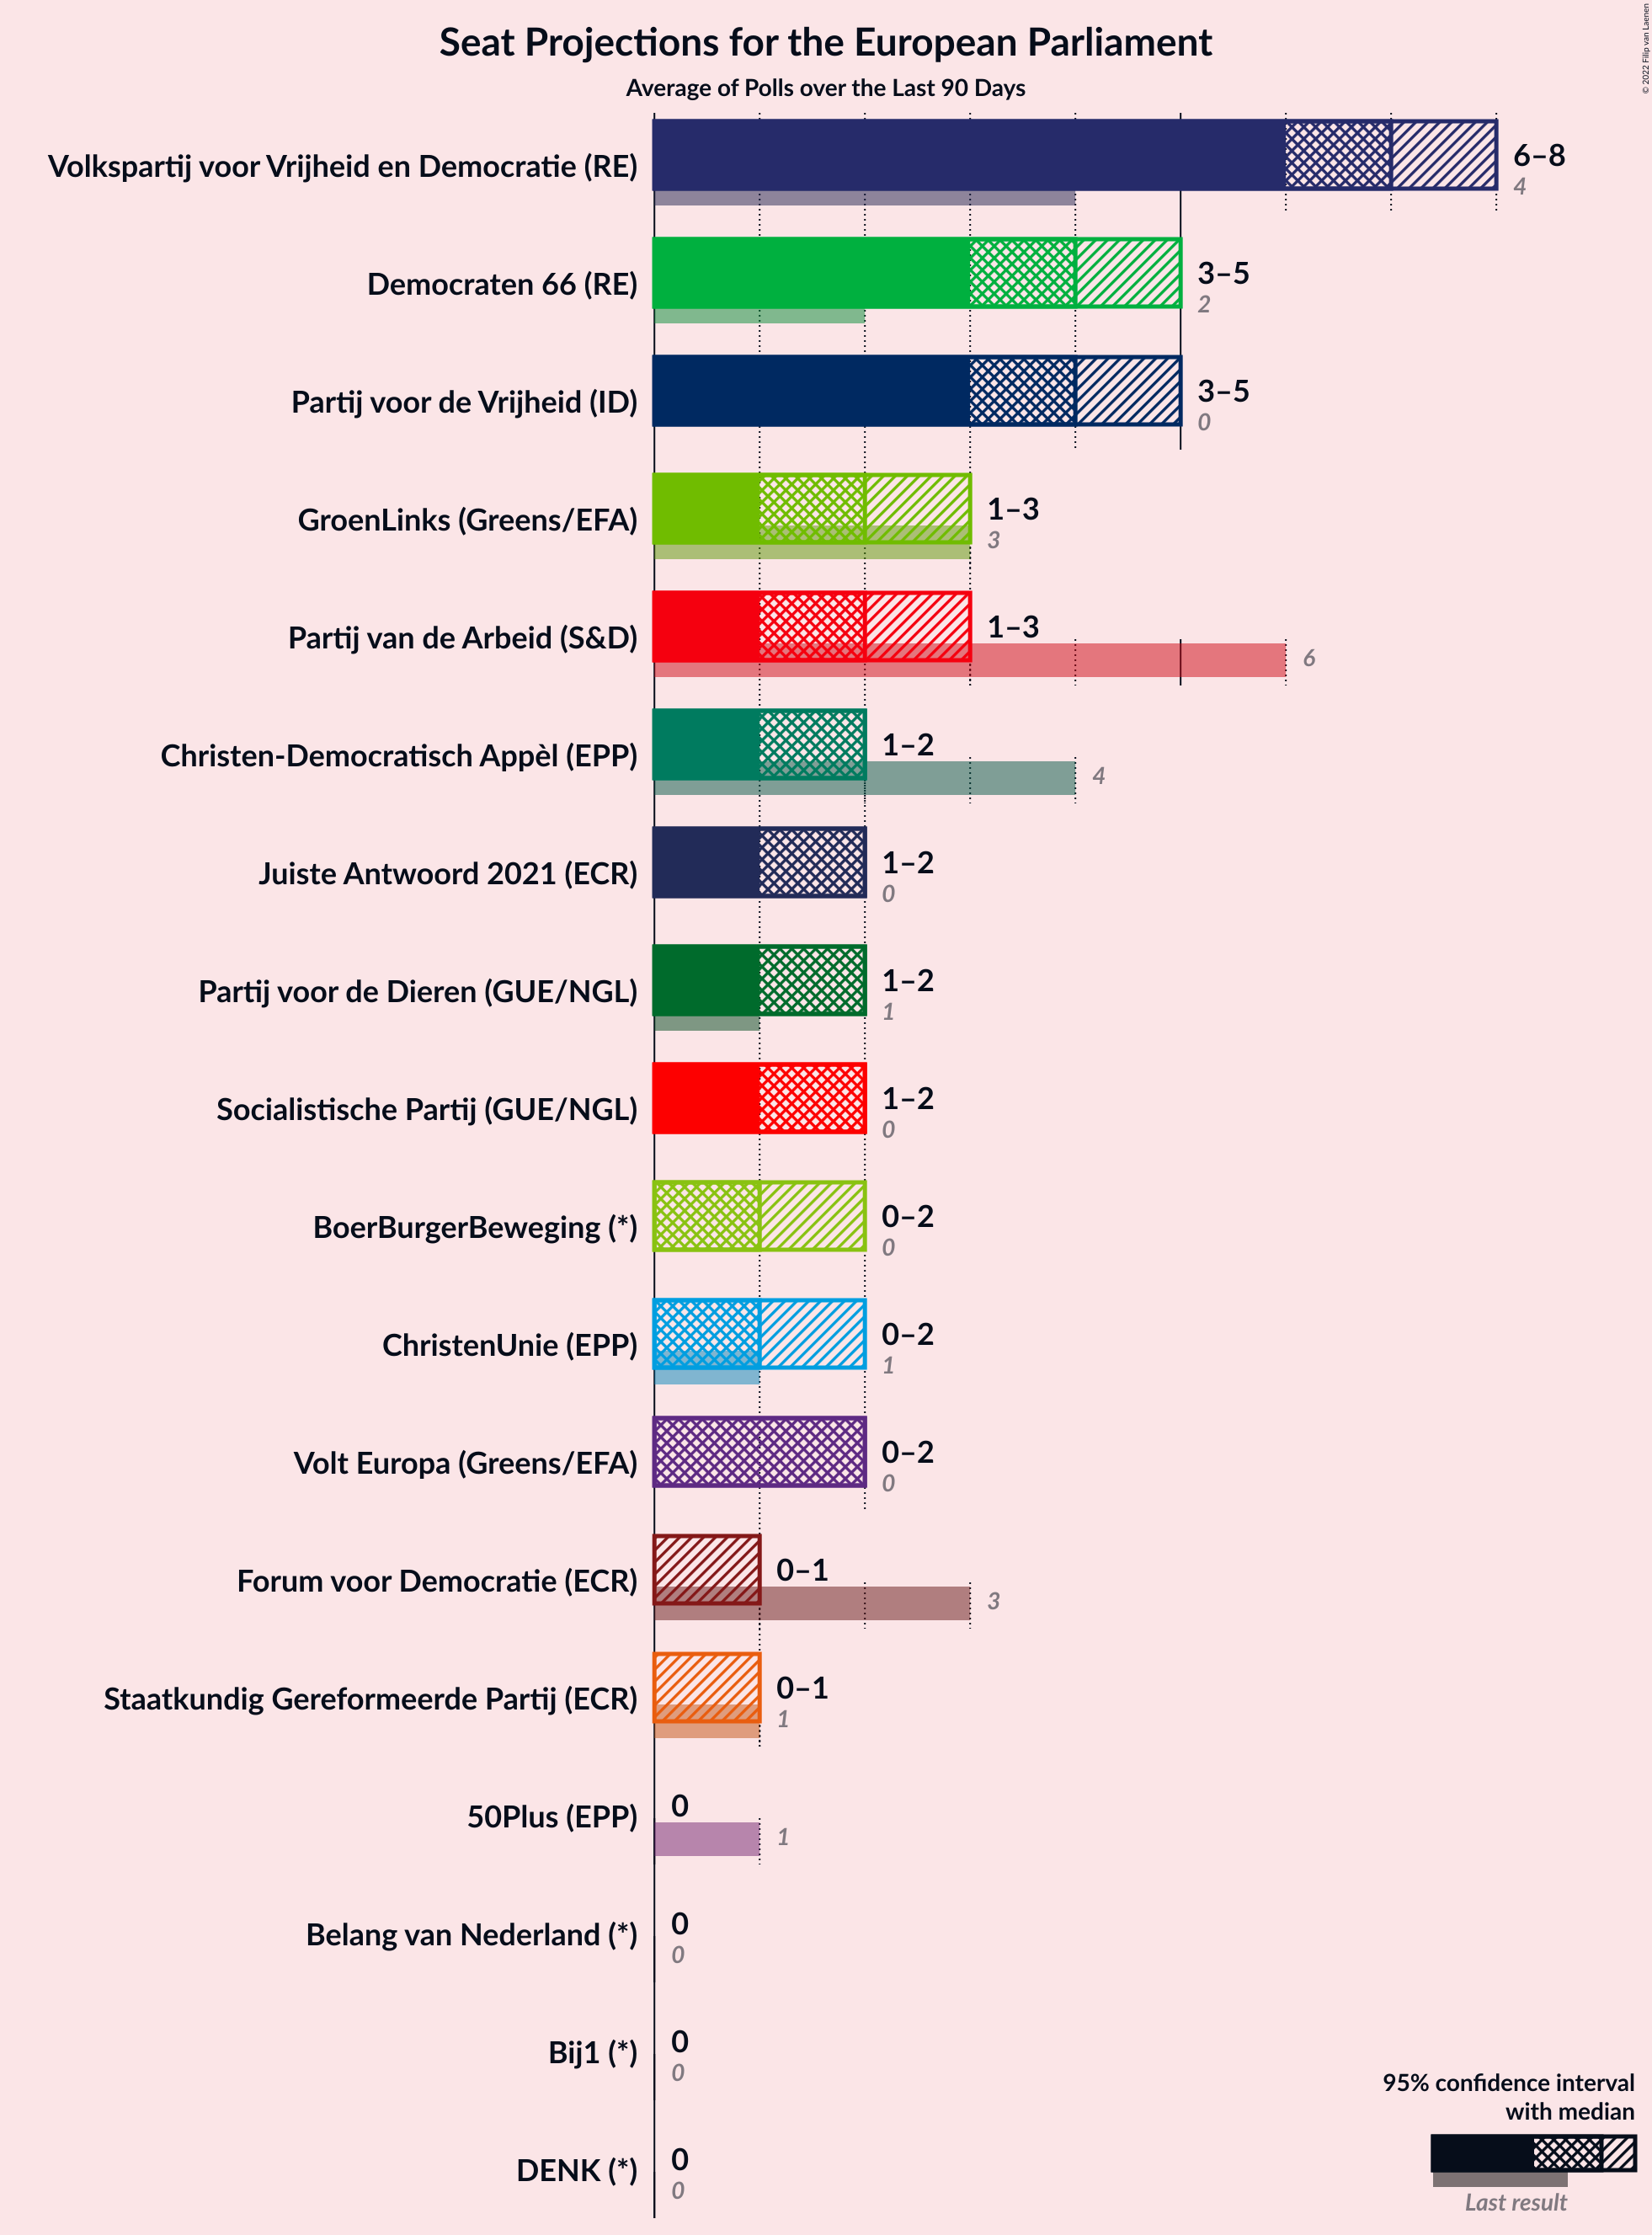 Seat Projections for the European Parliament
Average of Polls over the Last 90 Days
© 2022 Filip van Laenen
Volkspartij voor Vrijheid en Democratie (RE)
6–8
4
Democraten 66 (RE)
3–5
2
Partij voor de Vrijheid (ID)
3–5
0
GroenLinks (Greens/EFA)
1–3
3
Partij van de Arbeid (S&D)
1–3
6
Christen-Democratisch Appèl (EPP)
1–2
4
Juiste Antwoord 2021 (ECR)
1–2
0
Partij voor de Dieren (GUE/NGL)
1–2
1
Socialistische Partij (GUE/NGL)
1–2
0
BoerBurgerBeweging (*)
0–2
0
ChristenUnie (EPP)
0–2
1
Volt Europa (Greens/EFA)
0–2
0
Forum voor Democratie (ECR)
0–1
3
Staatkundig Gereformeerde Partij (ECR)
0–1
1
50Plus (EPP)
0
1
Belang van Nederland (*)
0
0
Bij1 (*)
0
0
DENK (*)
0
0
95% confidence interval
with median
Last result